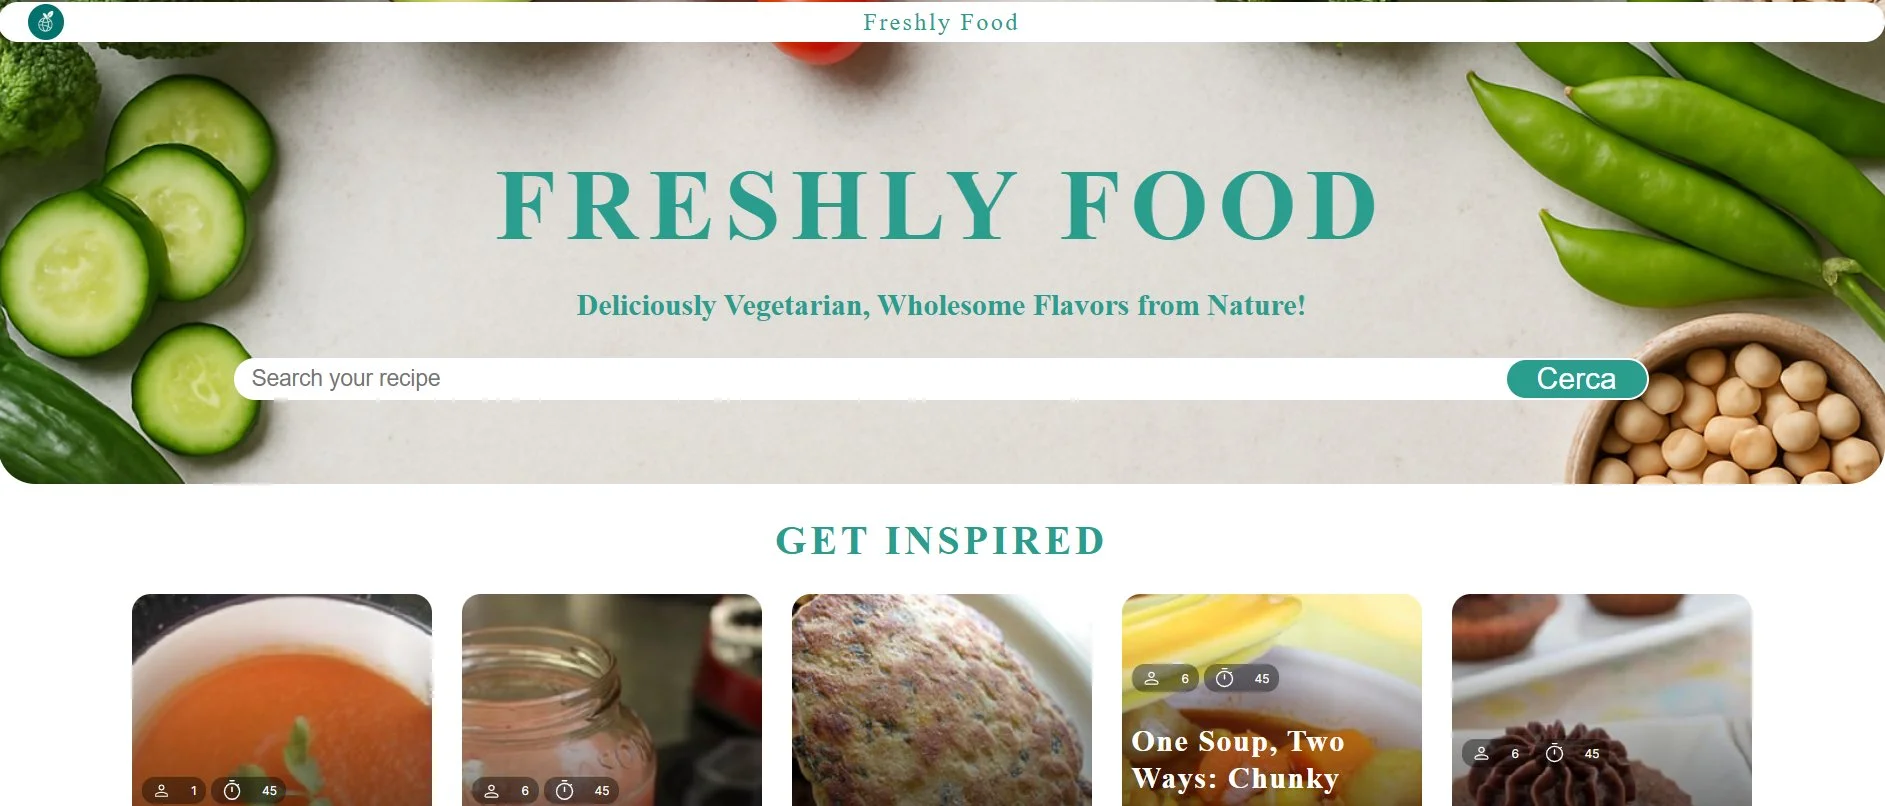 Freshly Food
FRESHLY FOOD
Deliciously Vegetarian, Wholesome Flavors from Nature!
Search your recipe
Cerca
GET INSPIRED
6 45
One Soup, Two
Ways: Chunky
6 45
1 45
6 45